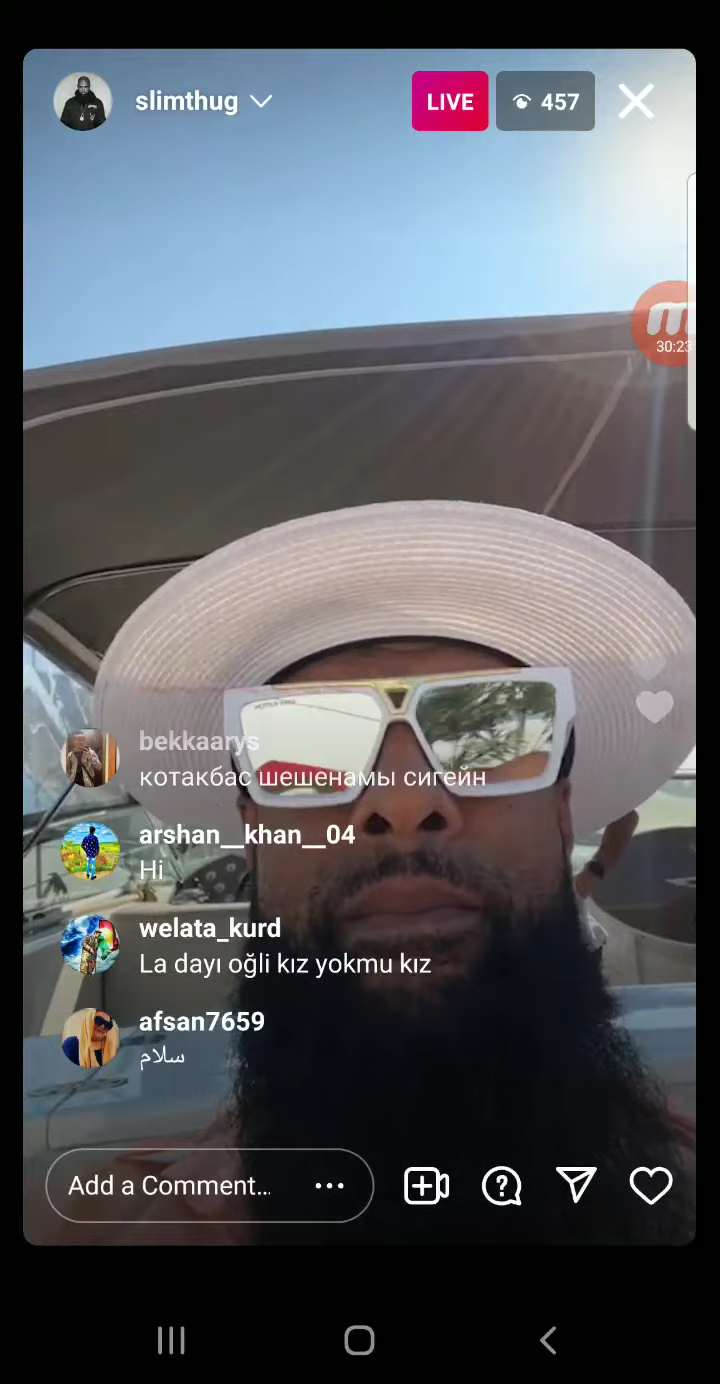 slimthug
LIVE
457
30:23
bekkaarys
котакбас шешенамы сигейн
arshan__khan__04
Hi
welata_kurd
La dayı oğli kız yokmu kız
afsan7659
سلام
Add a Comment...